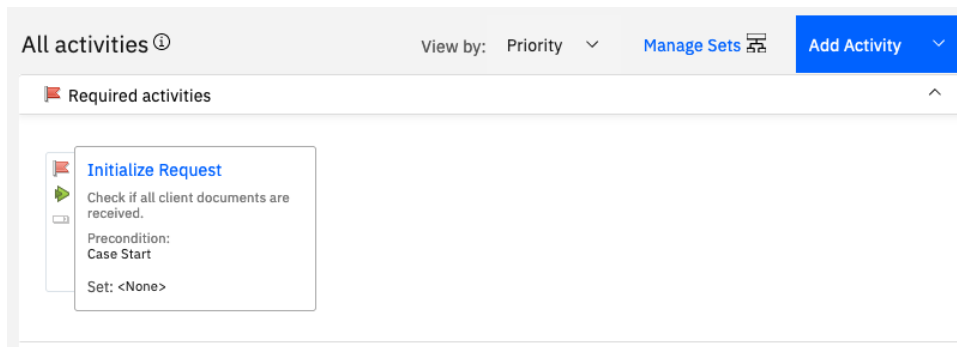 All activities
View by: Priority
Manage Sets
Add Activity
Required activities
Initialize Request
Check if all client documents are
received.
Precondition:
Case Start
Set: <None>